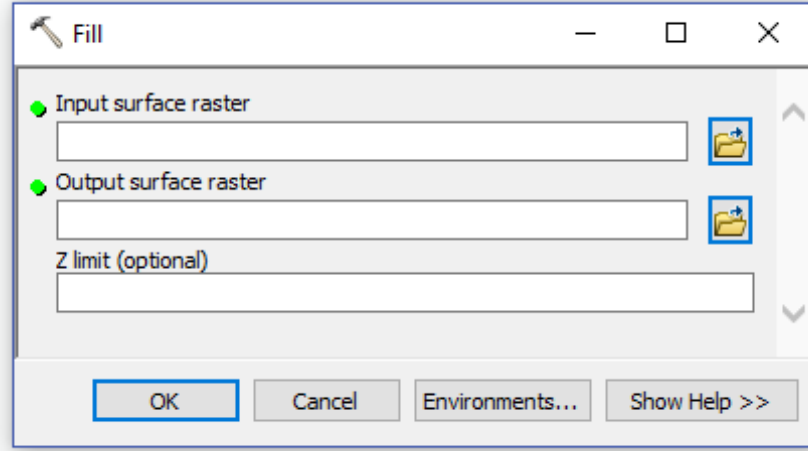 Fill
Input surface raster
Output surface raster
Z limit (optional)
OK Cancel Environments... Show Help >>